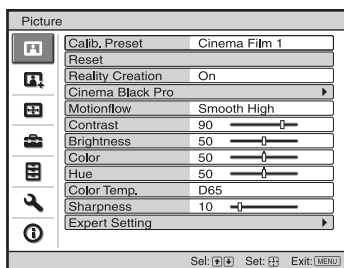 Picture
Calib. Preset Cinema Film 1
Reset
Reality Creation On
Cinema Black Pro
Motionflow Smooth High
Contrast 90
Brightness 50
Color 50
Hue 50
Color Temp. D65
Sharpness 10
Expert Setting
Sel: Set: Exit: MENU